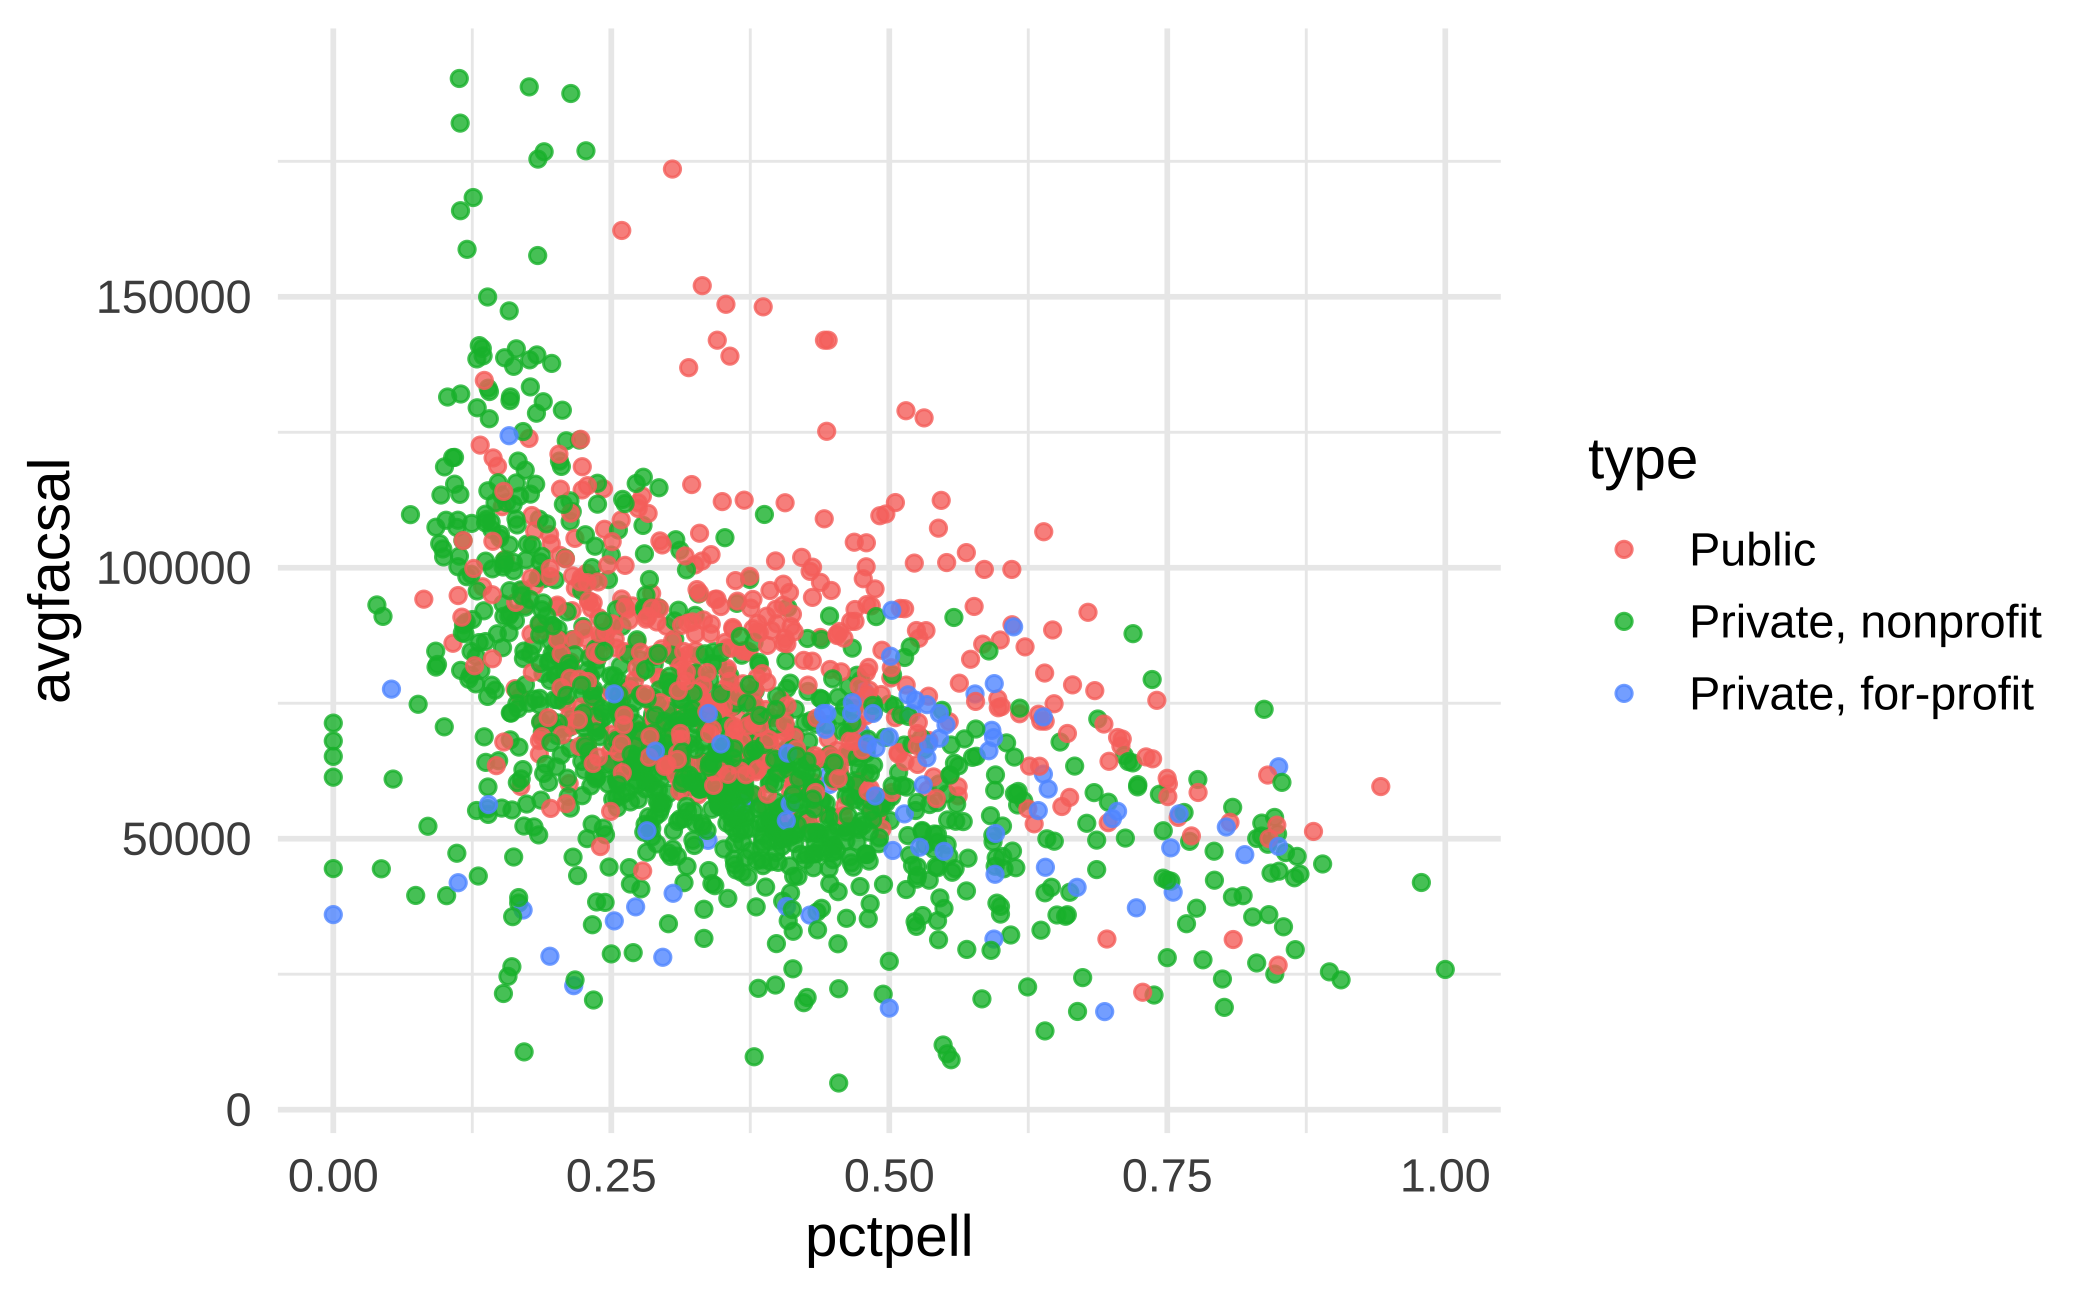 avgfacsal
150000
100000
50000
0
0.00 0.25 0.50 0.75 1.00
pctpell
type
Public
Private, nonprofit
Private, for-profit